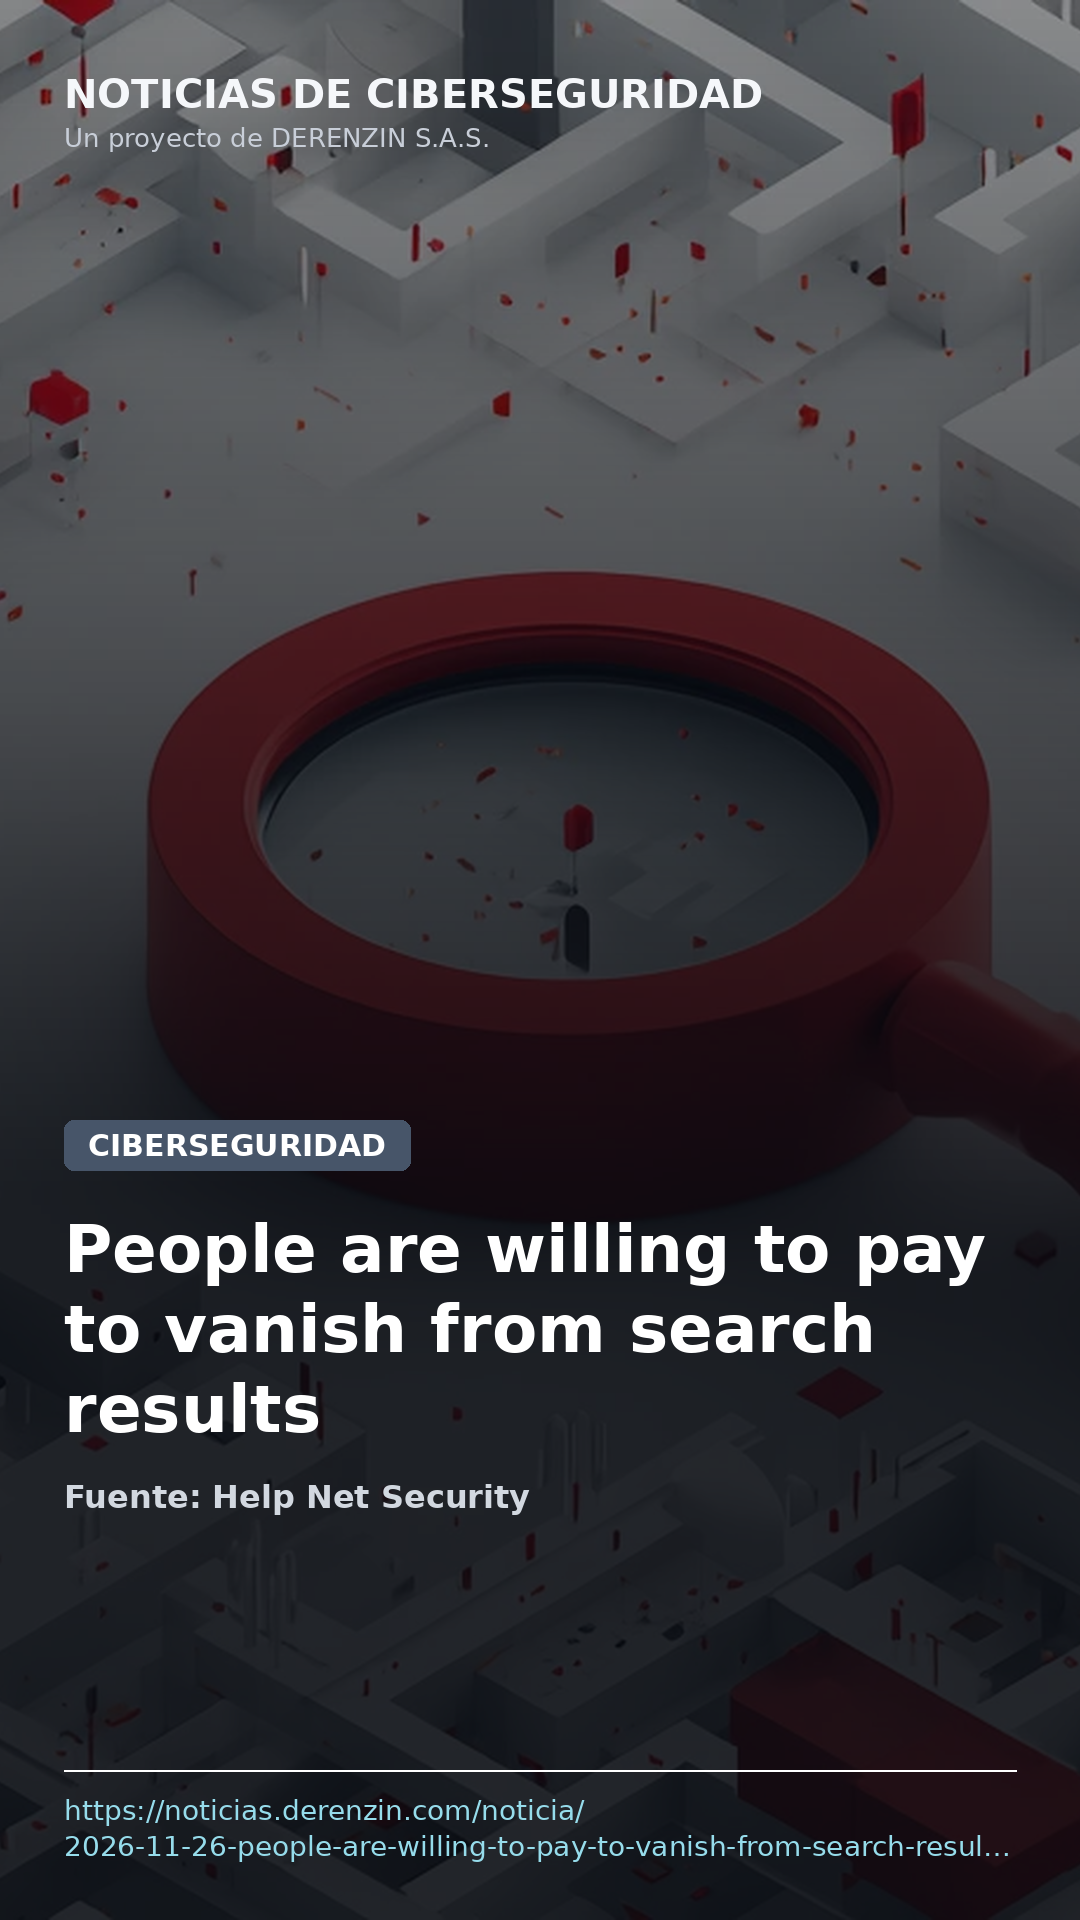 NOTICIAS DE CIBERSEGURIDAD
Un proyecto de DERENZIN S.A.S.
CIBERSEGURIDAD
People are willing to pay
to vanish from search
results
Fuente: Help Net Security
https://noticias.derenzin.com/noticia/
2026-11-26-people-are-willing-to-pay-to-vanish-from-search-resul…